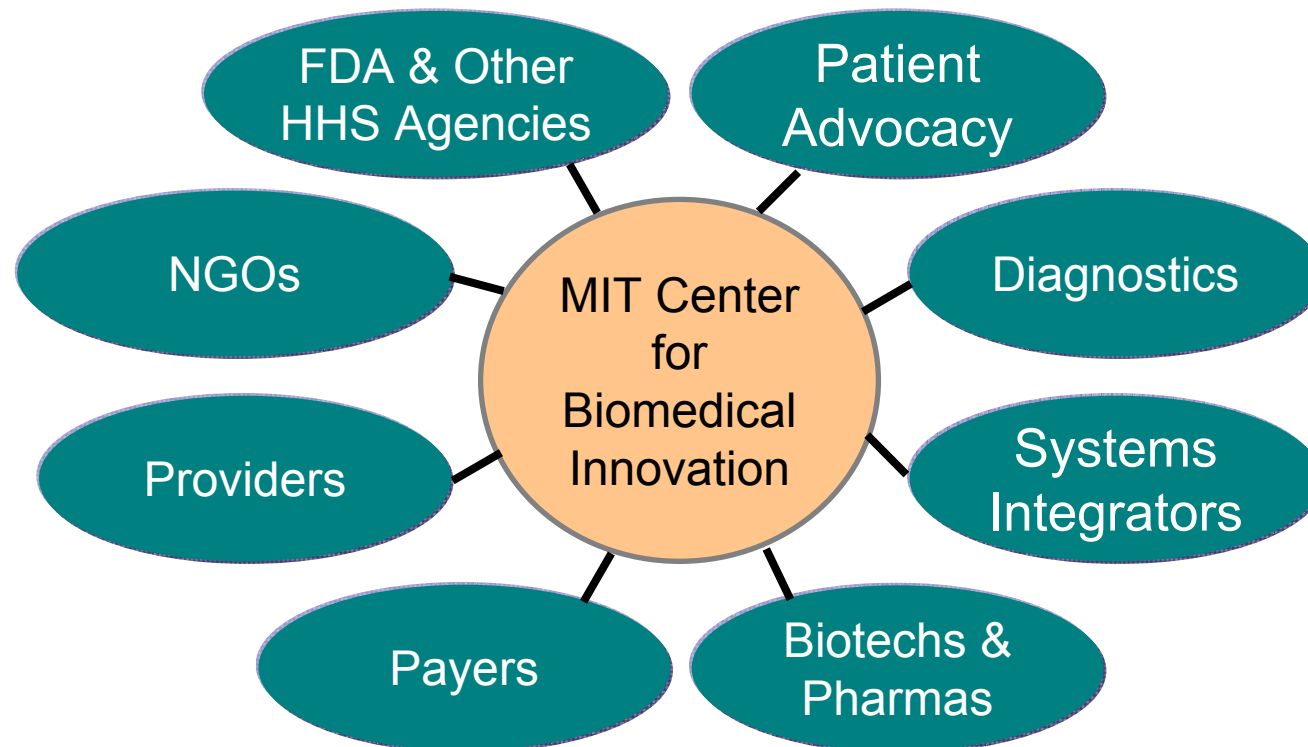 FDA & Other
HHS Agencies
Patient
Advocacy
NGOs
Diagnostics
MIT Center
for
Biomedical
Innovation
Providers
Systems
Integrators
Payers
Biotechs &
Pharmas